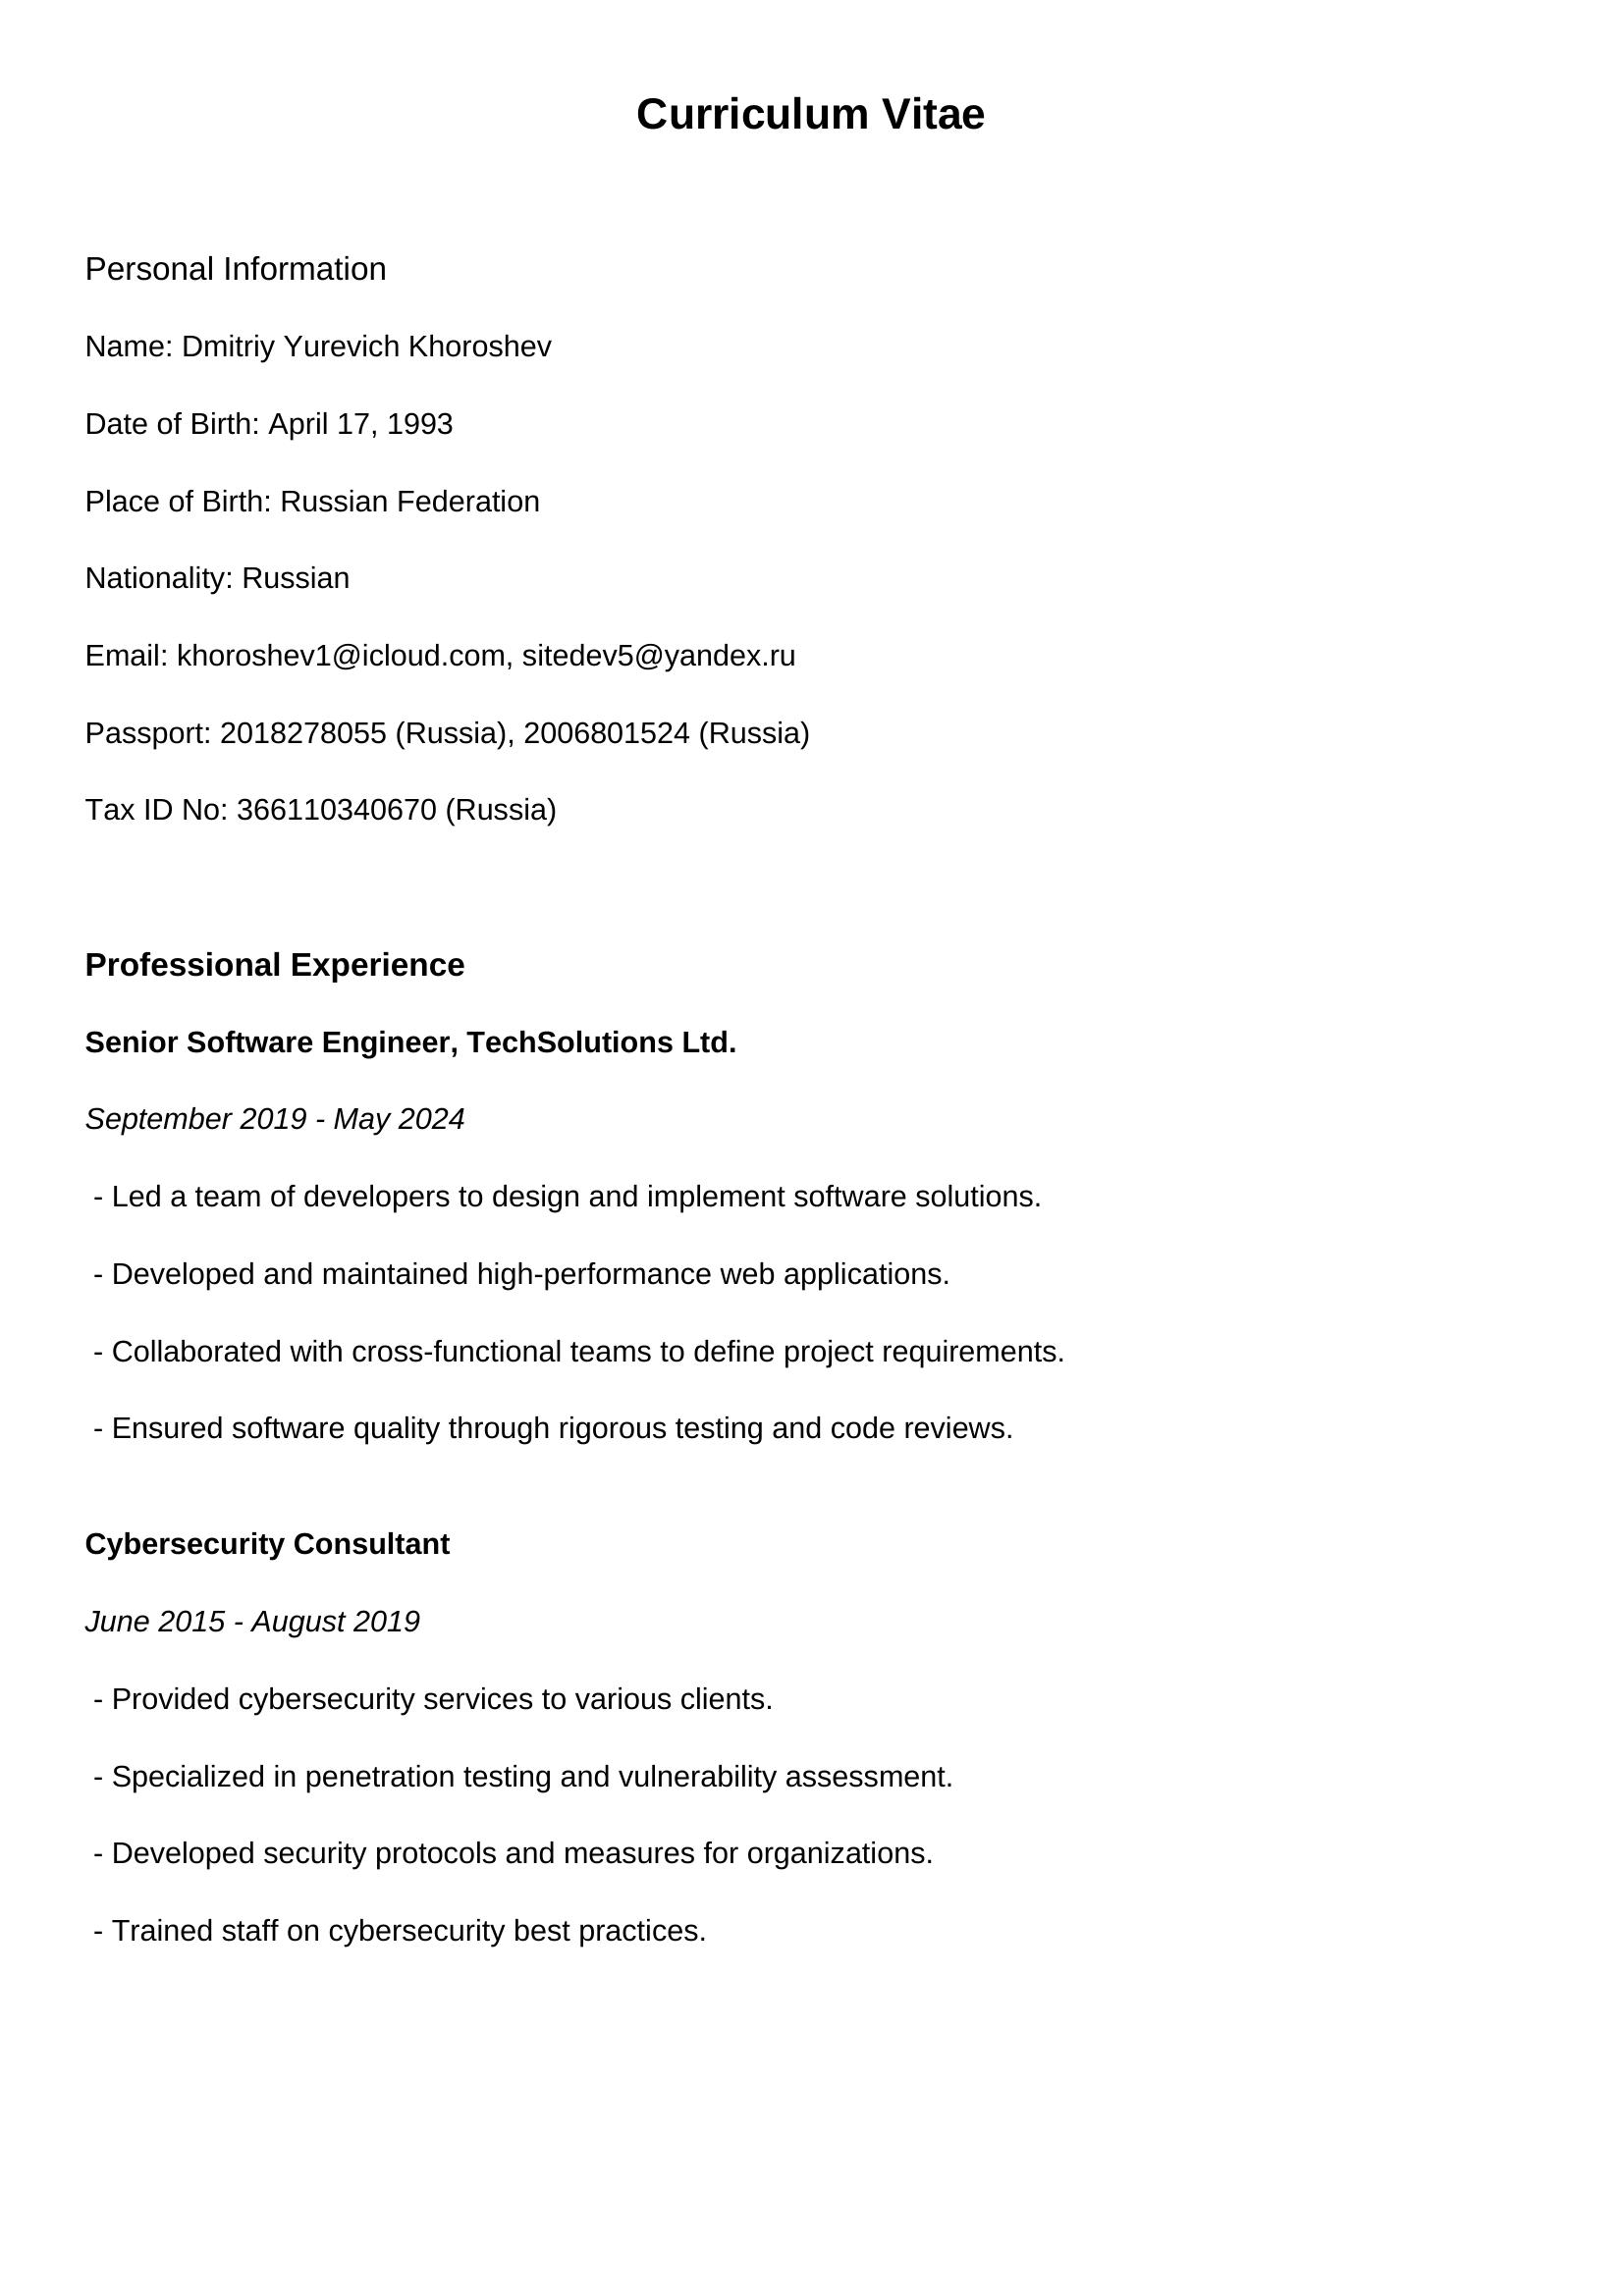 Curriculum Vitae
Personal Information
Name: Dmitriy Yurevich Khoroshev
Date of Birth: April 17, 1993
Place of Birth: Russian Federation
Nationality: Russian
Email: khoroshev1@icloud.com, sitedev5@yandex.ru
Passport: 2018278055 (Russia), 2006801524 (Russia)
Tax ID No: 366110340670 (Russia)
Professional Experience
Senior Software Engineer, TechSolutions Ltd.
September 2019 - May 2024
- Led a team of developers to design and implement software solutions.
- Developed and maintained high-performance web applications.
- Collaborated with cross-functional teams to define project requirements.
- Ensured software quality through rigorous testing and code reviews.
Cybersecurity Consultant
June 2015 - August 2019
- Provided cybersecurity services to various clients.
- Specialized in penetration testing and vulnerability assessment.
- Developed security protocols and measures for organizations.
- Trained staff on cybersecurity best practices.